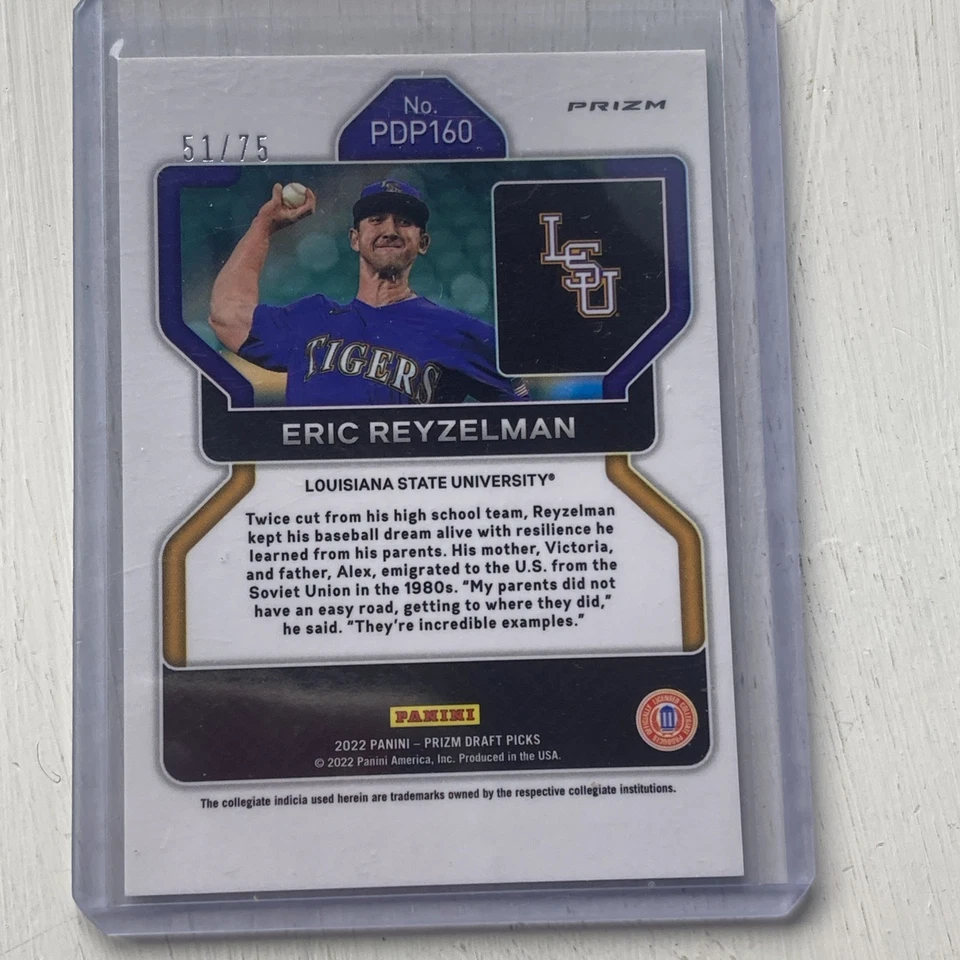 No.
PDP160
PRIZM
51/75
LSU
TIGERS
ERIC REYZELMAN
LOUISIANA STATE UNIVERSITY®
Twice cut from his high school team, Reyzelman
kept his baseball dream alive with resilience he
learned from his parents. His mother, Victoria,
and father, Alex, emigrated to the U.S. from the
Soviet Union in the 1980s. “My parents did not
have an easy road, getting to where they did,”
he said. “They’re incredible examples.”
PANINI
OFFICIALLY LICENSED COLLEGIATE PRODUCTS
2022 PANINI – PRIZM DRAFT PICKS
© 2022 Panini America, Inc. Produced in the USA.
The collegiate indicia used herein are trademarks owned by the respective collegiate institutions.